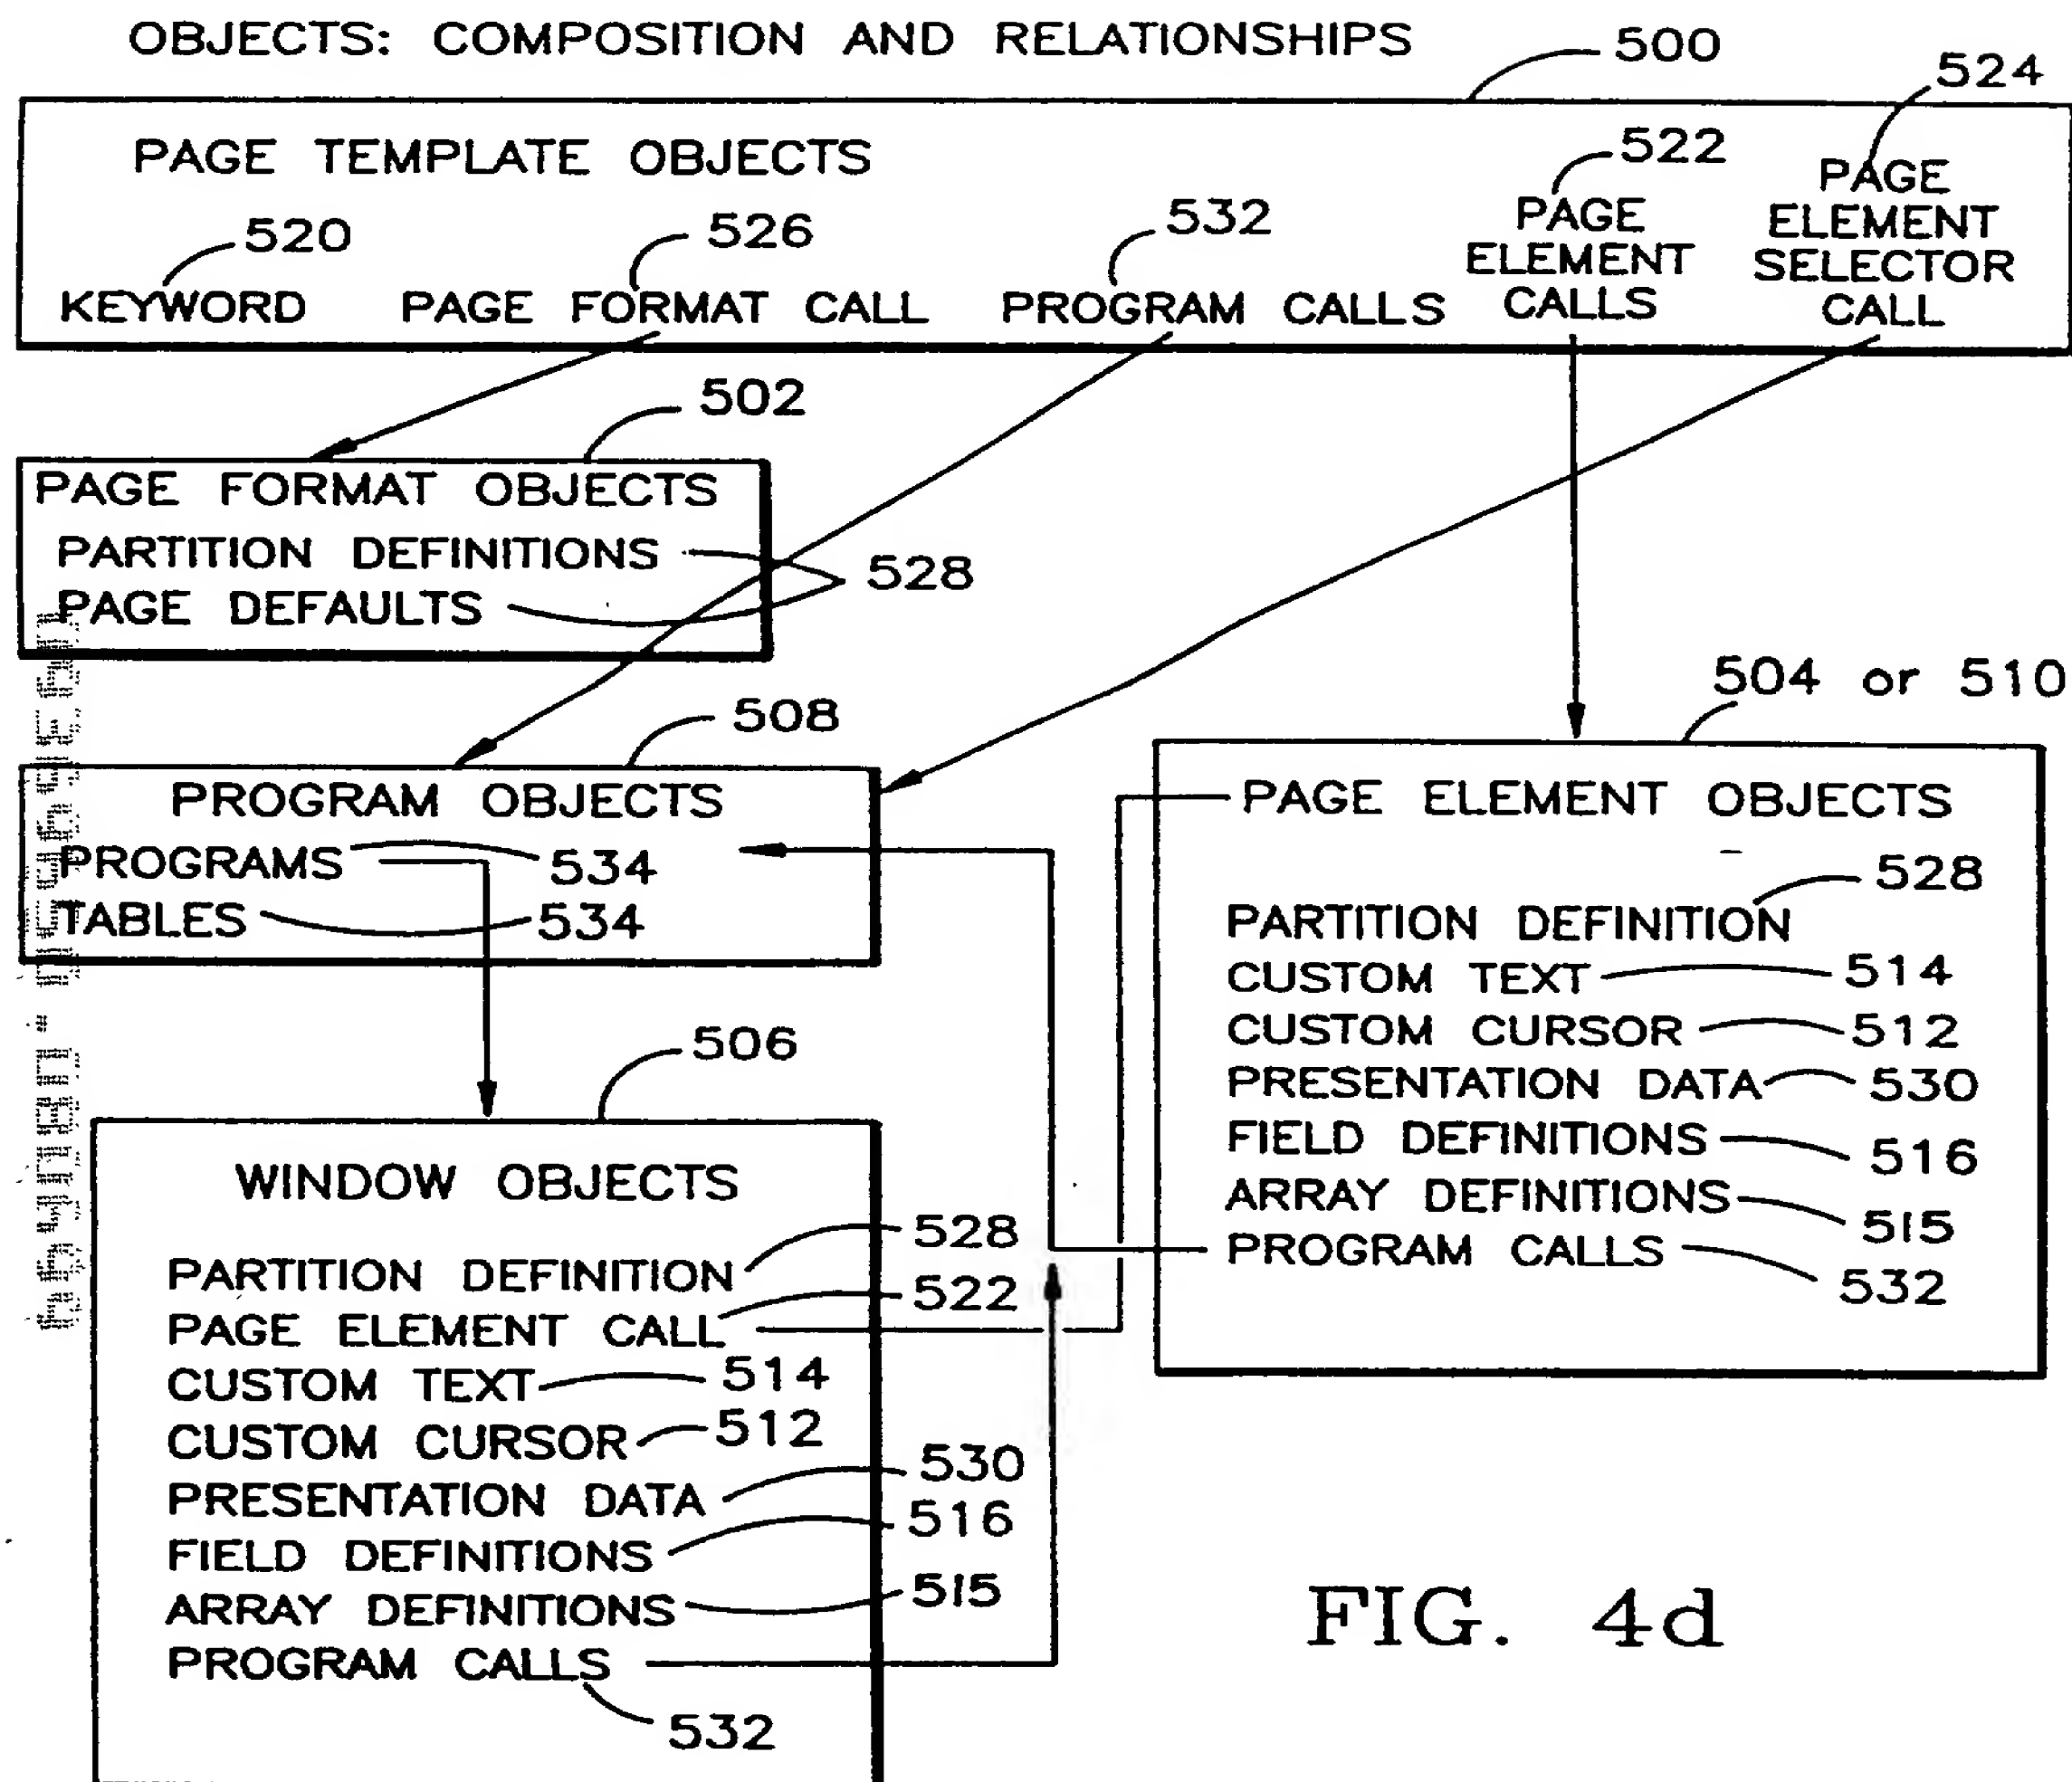 OBJECTS: COMPOSITION AND RELATIONSHIPS
500
524
PAGE TEMPLATE OBJECTS
522
520
526
532
KEYWORD
PAGE FORMAT CALL
PROGRAM CALLS
PAGE
ELEMENT
CALLS
PAGE
ELEMENT
SELECTOR
CALL
502
PAGE FORMAT OBJECTS
PARTITION DEFINITIONS
PAGE DEFAULTS
528
508
PROGRAM OBJECTS
PROGRAMS 534
TABLES 534
504 or 510
PAGE ELEMENT OBJECTS
528
PARTITION DEFINITION
CUSTOM TEXT 514
CUSTOM CURSOR 512
PRESENTATION DATA 530
FIELD DEFINITIONS 516
ARRAY DEFINITIONS 515
PROGRAM CALLS 532
506
WINDOW OBJECTS
PARTITION DEFINITION 528
PAGE ELEMENT CALL 522
CUSTOM TEXT 514
CUSTOM CURSOR 512
PRESENTATION DATA 530
FIELD DEFINITIONS 516
ARRAY DEFINITIONS 515
PROGRAM CALLS
532
FIG. 4d